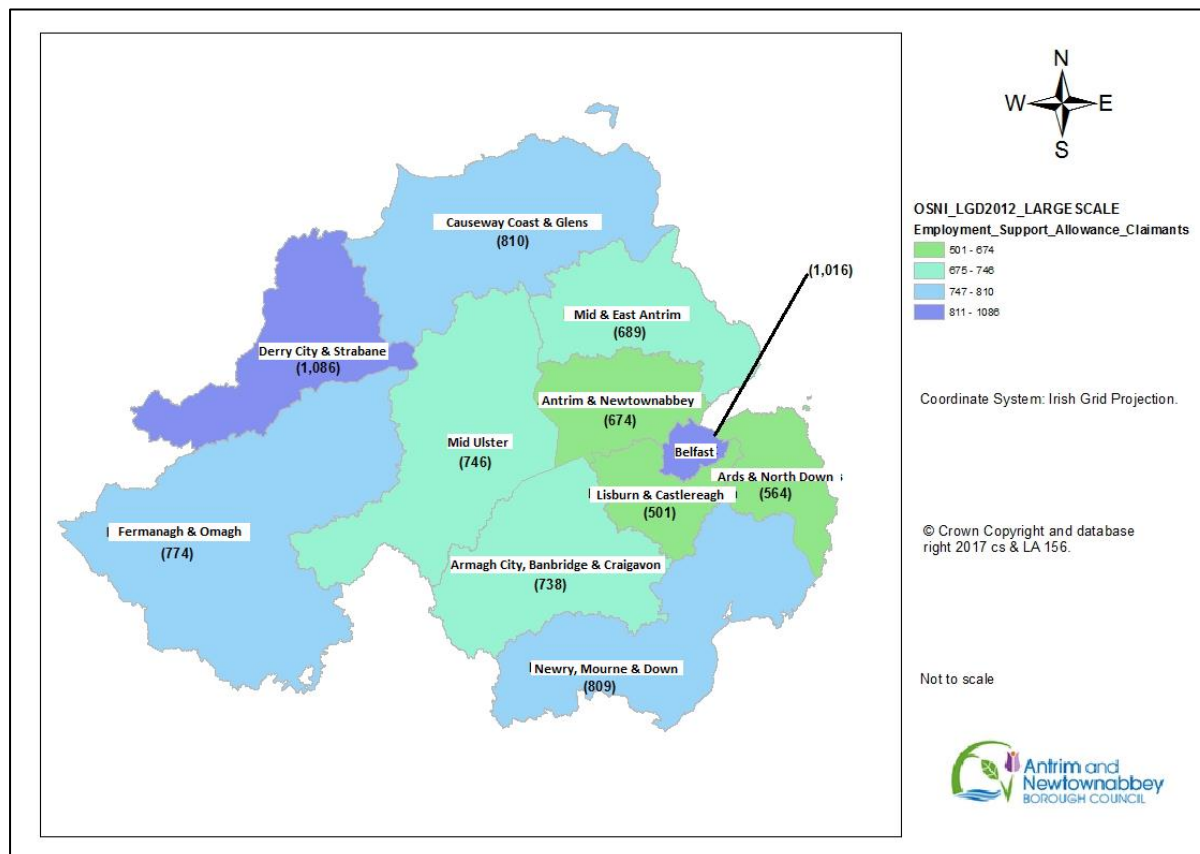 N
W E
S
Causeway Coast & Glens
(810)
(1,016)
Mid & East Antrim
(689)
Derry City & Strabane
(1,086)
Antrim & Newtownabbey
(674)
Mid Ulster
(746)
Belfast
Ards & North Down
(564)
Lisburn & Castlereagh
(501)
Fermanagh & Omagh
(774)
Armagh City, Banbridge & Craigavon
(738)
Newry, Mourne & Down
(809)
OSNI_LGD2012_LARGESCALE
Employment_Support_Allowance_Claimants
501 - 674
675 - 746
747 - 810
811 - 1086
Coordinate System: Irish Grid Projection.
© Crown Copyright and database
right 2017 cs & LA 156.
Not to scale
Antrim and
Newtownabbey
BOROUGH COUNCIL